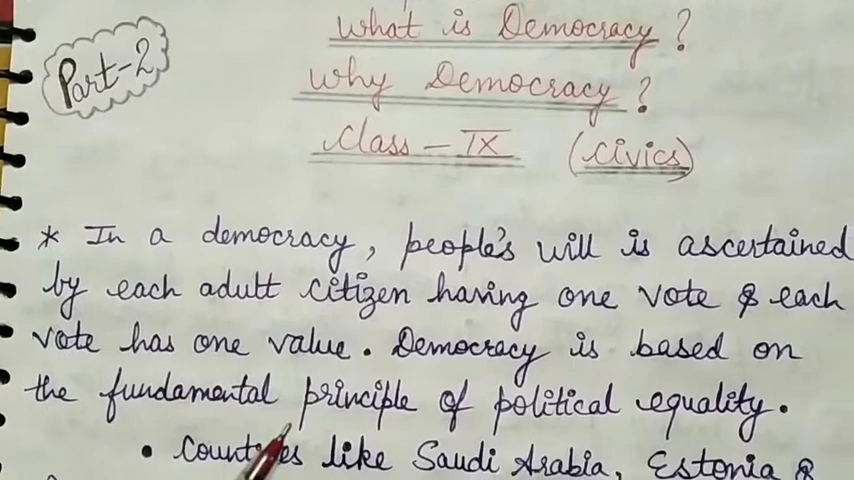 Part-2
What is Democracy?
Why Democracy?
Class - IX (Civics)
* In a democracy, people's will is ascertained
by each adult citizen having one vote & each
vote has one value. Democracy is based on
the fundamental principle of political equality.
• Countries like Saudi Arabia, Estonia &